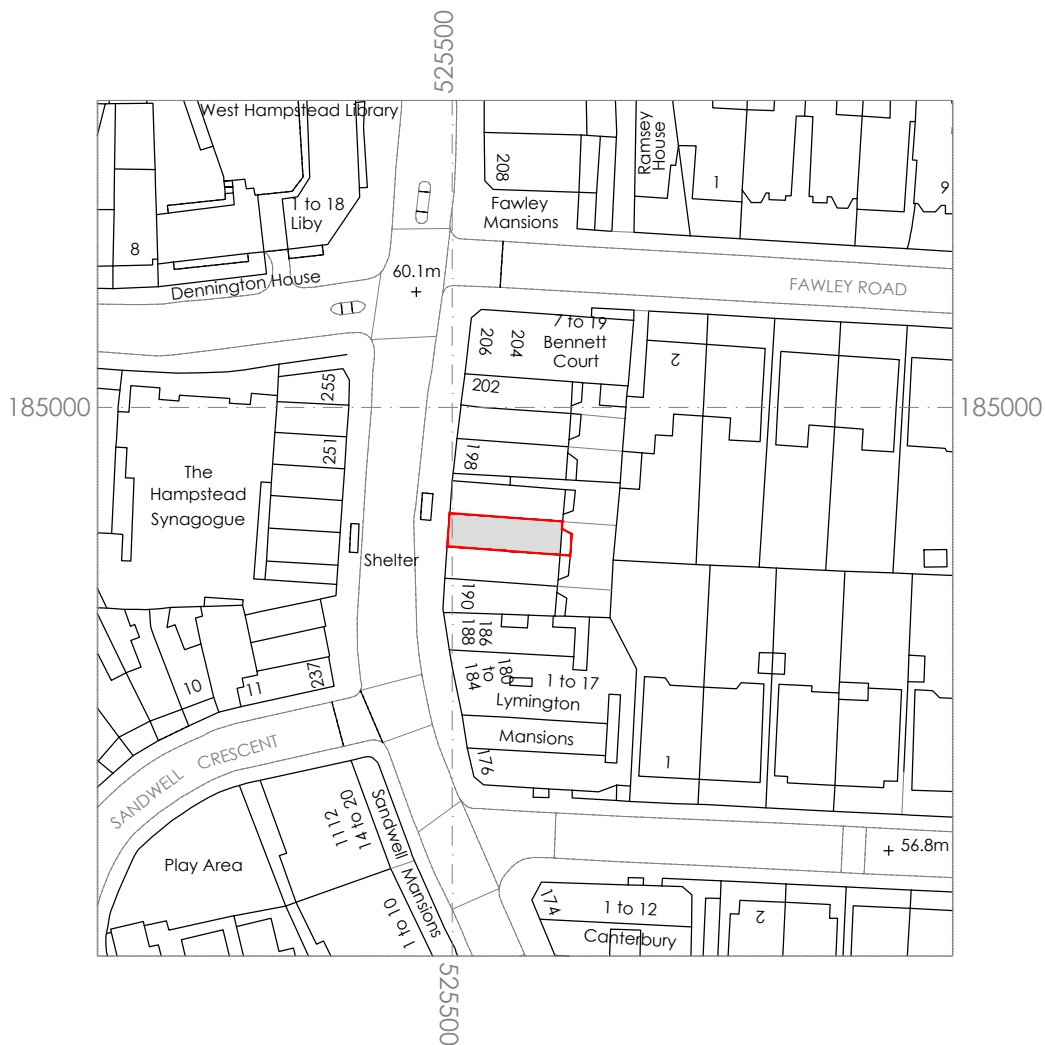 525500
West Hampstead Library
208
Ramsey
House
1
9
1 to 18
Liby
Fawley
Mansions
8
60.1m
Dennington House
FAWLEY ROAD
7 to 19
Bennett
Court
206
204
2
202
255
185000
185000
251
198
The
Hampstead
Synagogue
Shelter
190
188
186
184
to
180
1 to 17
Lymington
Mansions
10
11
237
176
1
SANDWELL CRESCENT
11 12
14 to 20
Sandwell Mansions
Play Area
56.8m
1 to 10
174
1 to 12
Canterbury
2
525500